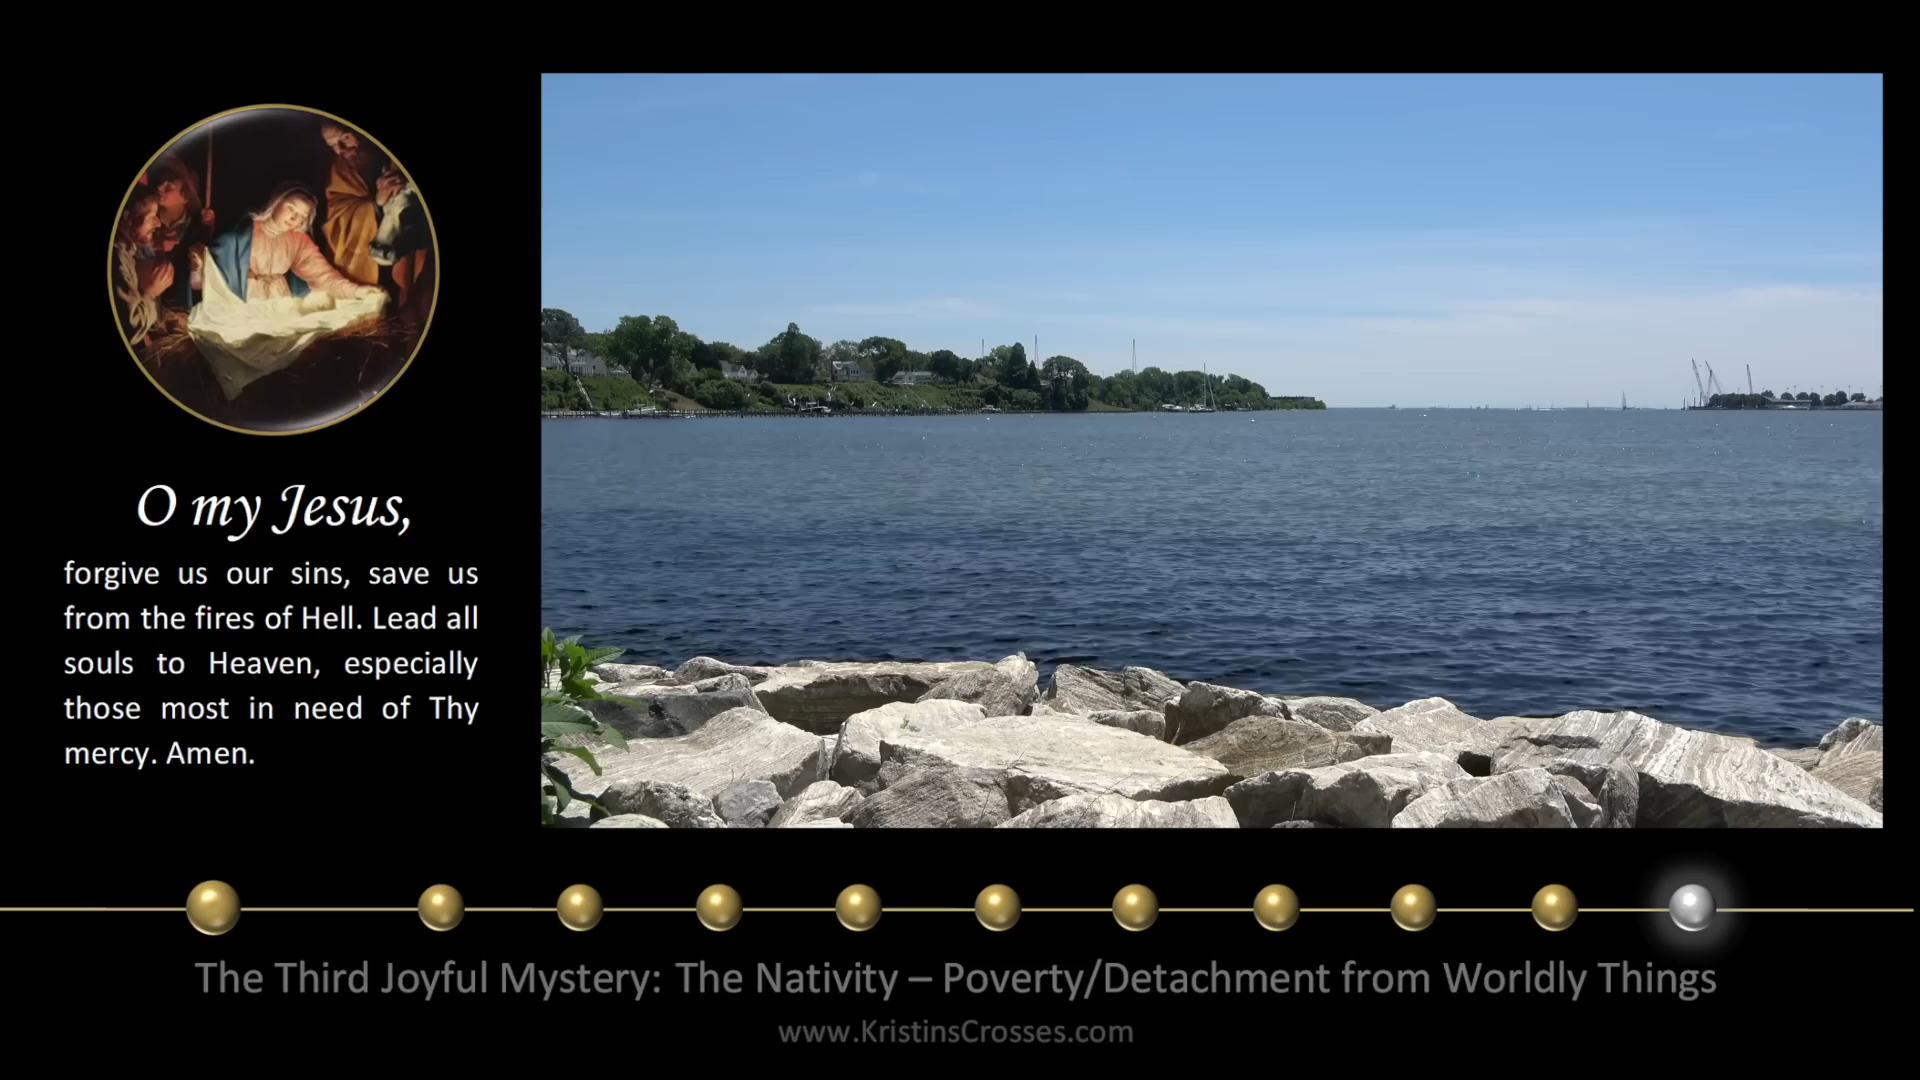 O my Jesus,
forgive us our sins, save us
from the fires of Hell. Lead all
souls to Heaven, especially
those most in need of Thy
mercy. Amen.
The Third Joyful Mystery: The Nativity – Poverty/Detachment from Worldly Things
www.KristinsCrosses.com